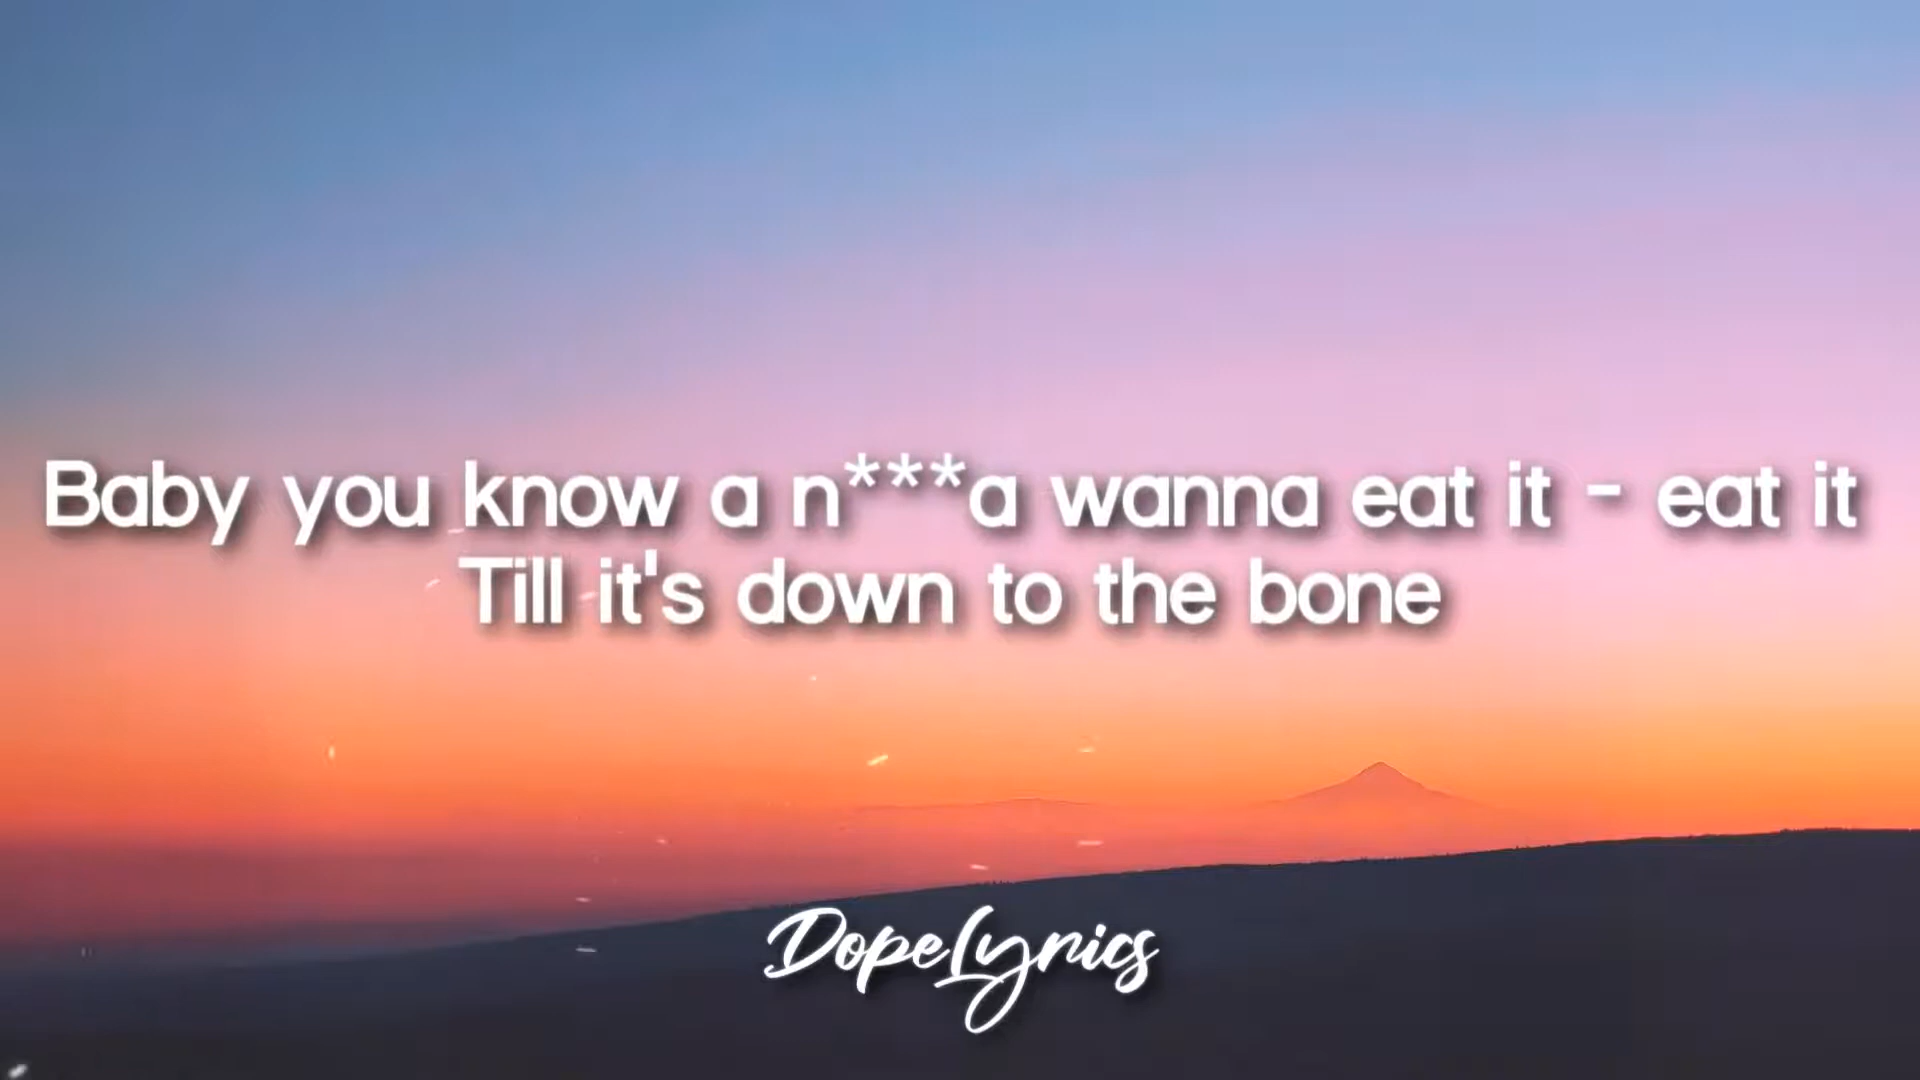 Baby you know a n***a wanna eat it - eat it
Till it's down to the bone
DopeLyrics